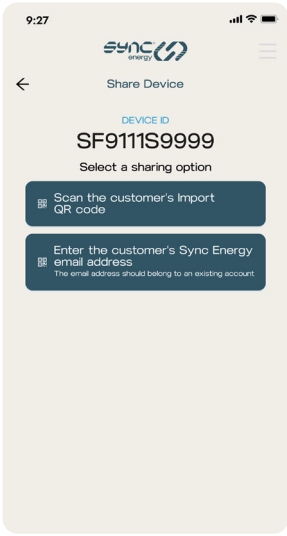 9:27
sync
energy
Share Device
DEVICE ID
SF9111S9999
Select a sharing option
Scan the customer's Import
QR code
Enter the customer's Sync Energy
email address
The email address should belong to an existing account